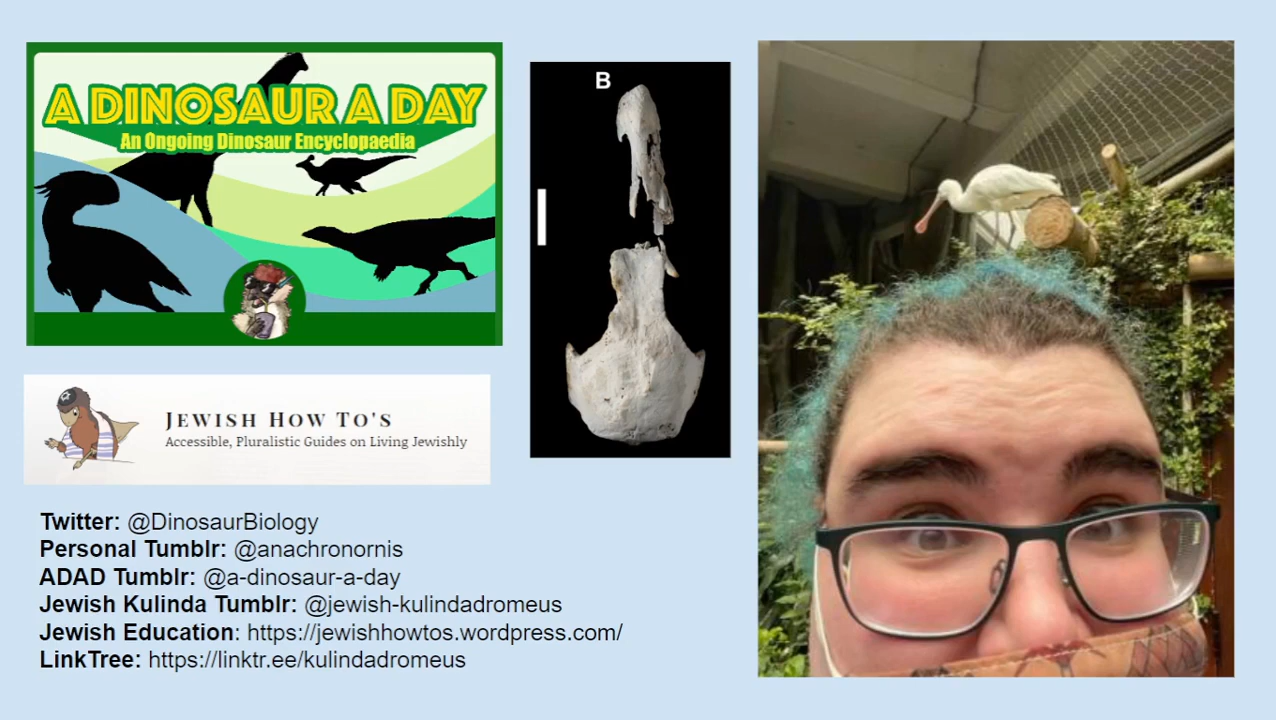 A DINOSAUR A DAY
An Ongoing Dinosaur Encyclopaedia
B
JEWISH HOW TO'S
Accessible, Pluralistic Guides on Living Jewishly
Twitter: @DinosaurBiology
Personal Tumblr: @anachronornis
ADAD Tumblr: @a-dinosaur-a-day
Jewish Kulinda Tumblr: @jewish-kulindadromeus
Jewish Education: https://jewishhowtos.wordpress.com/
LinkTree: https://linktr.ee/kulindadromeus